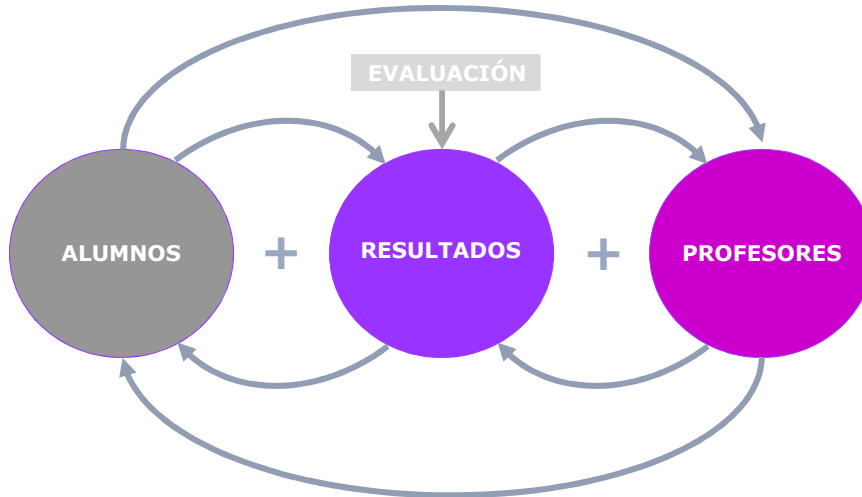 EVALUACIÓN
ALUMNOS
+
RESULTADOS
+
PROFESORES